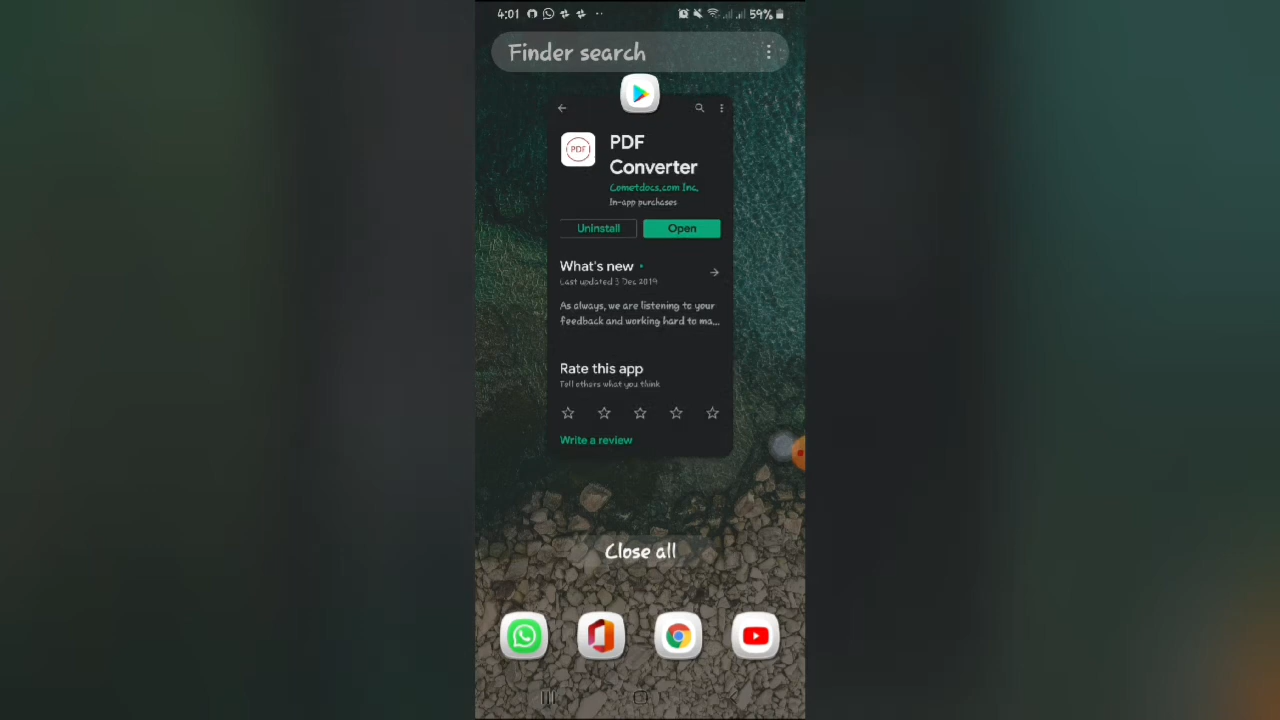 4:01
59%
Finder search
PDF
PDF
Converter
Cometdocs.com Inc.
In-app purchases
Uninstall
Open
What's new
Last updated 3 Dec 2019
As always, we are listening to your
feedback and working hard to ma...
Rate this app
Tell others what you think
Write a review
Close all